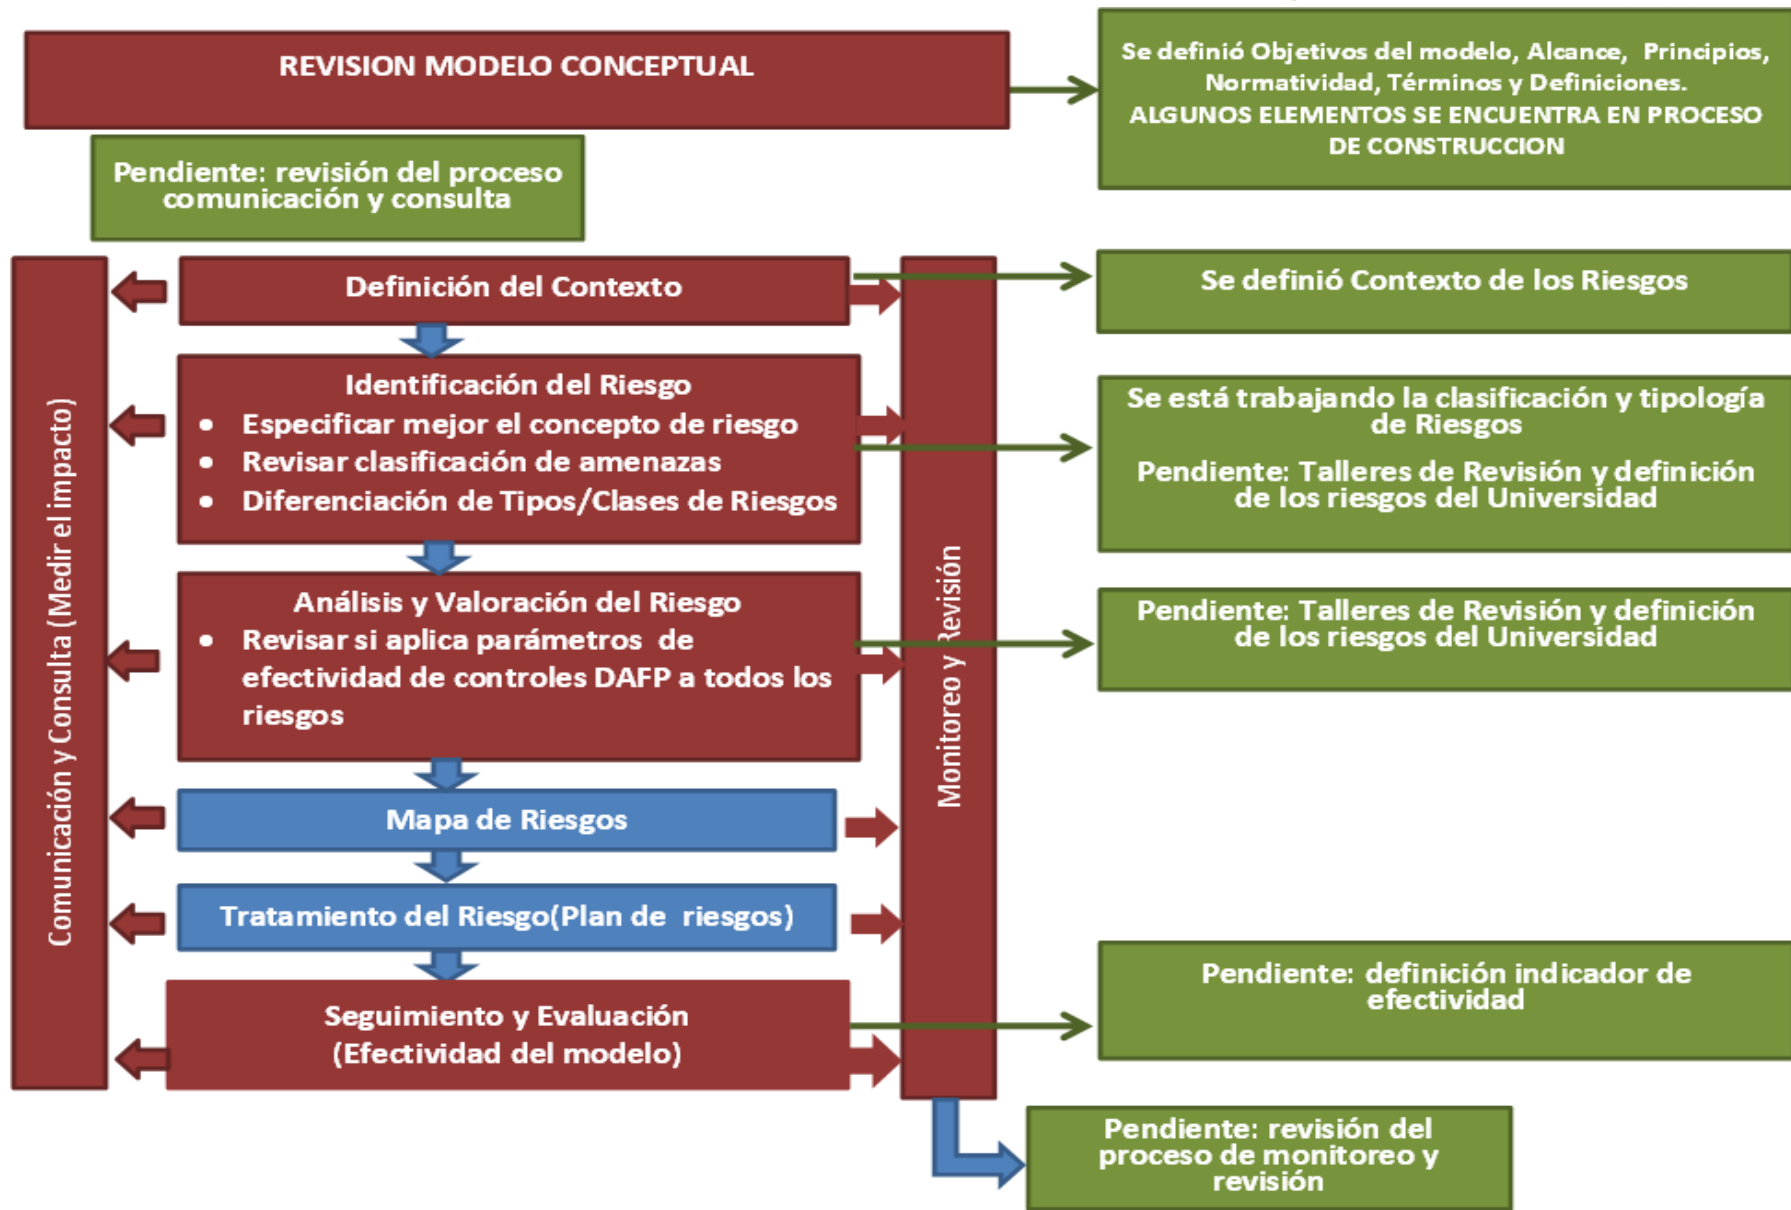 REVISION MODELO CONCEPTUAL
Se definió Objetivos del modelo, Alcance, Principios,
Normatividad, Términos y Definiciones.
ALGUNOS ELEMENTOS SE ENCUENTRA EN PROCESO
DE CONSTRUCCION
Pendiente: revisión del proceso
comunicación y consulta
Comunicación y Consulta (Medir el impacto)
Definición del Contexto
Se definió Contexto de los Riesgos
Identificación del Riesgo
• Especificar mejor el concepto de riesgo
• Revisar clasificación de amenazas
• Diferenciación de Tipos/Clases de Riesgos
Se está trabajando la clasificación y tipología
de Riesgos
Pendiente: Talleres de Revisión y definición
de los riesgos del Universidad
Análisis y Valoración del Riesgo
• Revisar si aplica parámetros de
efectividad de controles DAFP a todos los
riesgos
Pendiente: Talleres de Revisión y definición
de los riesgos del Universidad
Monitoreo y Revisión
Mapa de Riesgos
Tratamiento del Riesgo(Plan de riesgos)
Seguimiento y Evaluación
(Efectividad del modelo)
Pendiente: definición indicador de
efectividad
Pendiente: revisión del
proceso de monitoreo y
revisión